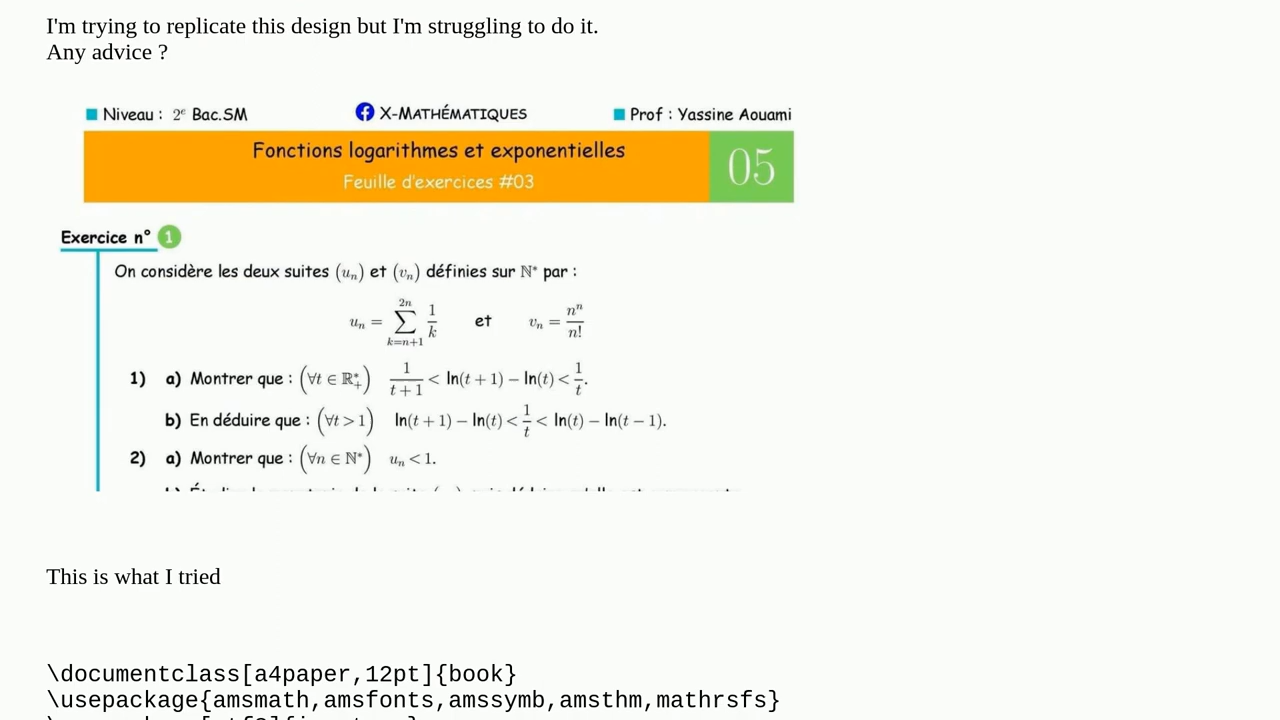 I'm trying to replicate this design but I'm struggling to do it.
Any advice ?
Niveau : 2ᵉ Bac.SM X-MATHÉMATIQUES Prof : Yassine Aouami
Fonctions logarithmes et exponentielles
05
Feuille d'exercices #03
Exercice n° 1
On considère les deux suites (uₙ) et (vₙ) définies sur ℕ* par :
uₙ = ∑_{k=n+1}^{2n} 1/k et vₙ = nⁿ/n!
1) a) Montrer que : (∀t ∈ ℝ₊*) 1/(t+1) < ln(t + 1) − ln(t) < 1/t.
b) En déduire que : (∀t > 1) ln(t + 1) − ln(t) < 1/t < ln(t) − ln(t − 1).
2) a) Montrer que : (∀n ∈ ℕ*) uₙ < 1.
This is what I tried
\documentclass[a4paper,12pt]{book}
\usepackage{amsmath,amsfonts,amssymb,amsthm,mathrsfs}